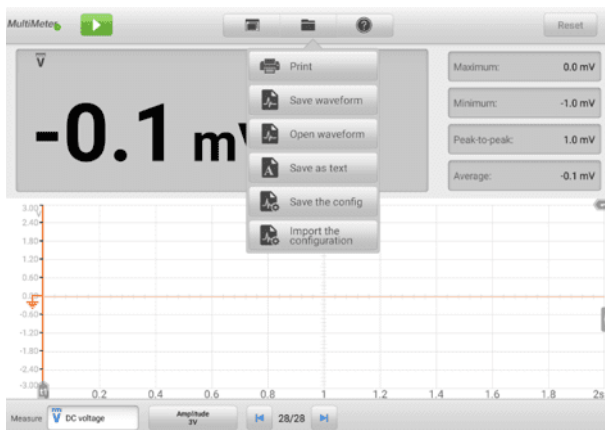 MultiMeter
Reset
V
-0.1 m
Print
Save waveform
Open waveform
Save as text
Save the config
Import the
configuration
Maximum: 0.0 mV
Minimum: -1.0 mV
Peak-to-peak: 1.0 mV
Average: -0.1 mV
3.00
V
2.40
1.80
1.20
0.60
-0.60
-1.20
-1.80
-2.40
-3.00
0.2 0.4 0.6 0.8 1 1.2 1.4 1.6 1.8 2s
Measure V DC voltage
Amplitude
3V
28/28